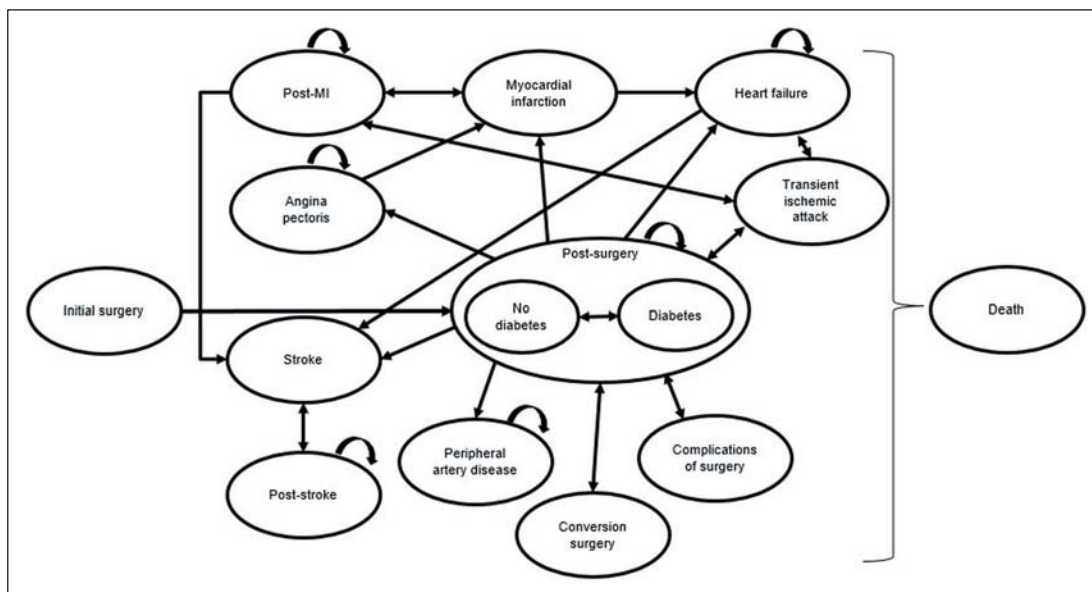 Post-MI
Myocardial
infarction
Heart failure
Angina
pectoris
Transient
ischemic
attack
Post-surgery
Initial surgery
No
diabetes
Diabetes
Death
Stroke
Peripheral
artery disease
Complications
of surgery
Post-stroke
Conversion
surgery